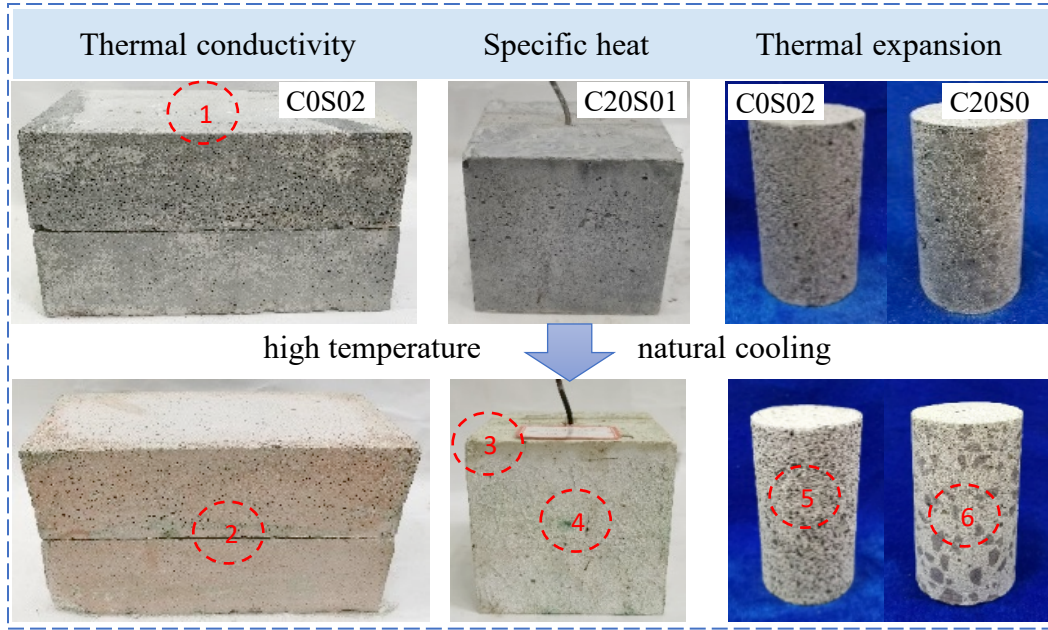 Thermal conductivity
Specific heat
Thermal expansion
C0S02
C20S01
C0S02
C20S0
1
high temperature
natural cooling
2
3
4
5
6